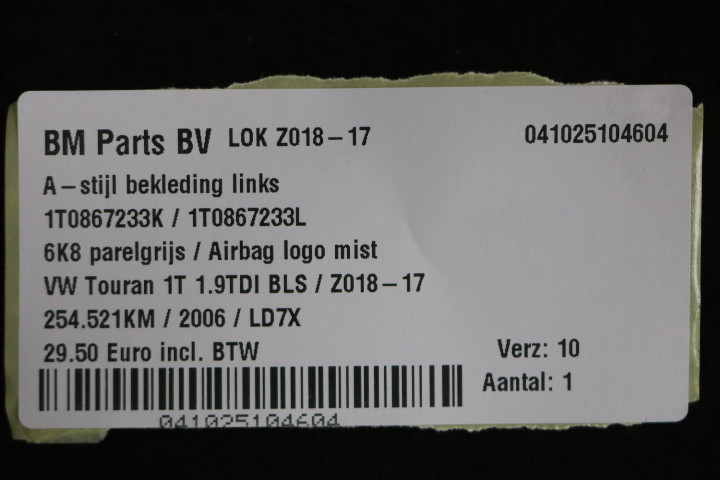 BM Parts BV LOK Z018-17 041025104604
A-stijl bekleding links
1T0867233K / 1T0867233L
6K8 parelgrijs / Airbag logo mist
VW Touran 1T 1.9TDI BLS / Z018-17
254.521KM / 2006 / LD7X
29.50 Euro incl. BTW Verz: 10
Aantal: 1
041025104604